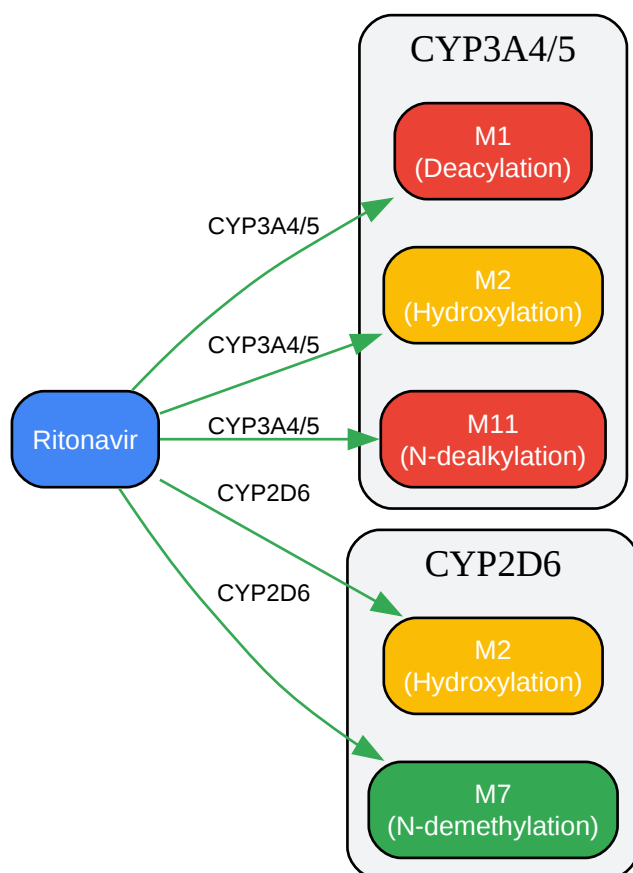 CYP3A4/5
M1
(Deacylation)
CYP3A4/5
M2
(Hydroxylation)
CYP3A4/5
M11
(N-dealkylation)
CYP3A4/5
Ritonavir
CYP2D6
CYP2D6
M2
(Hydroxylation)
CYP2D6
M7
(N-demethylation)